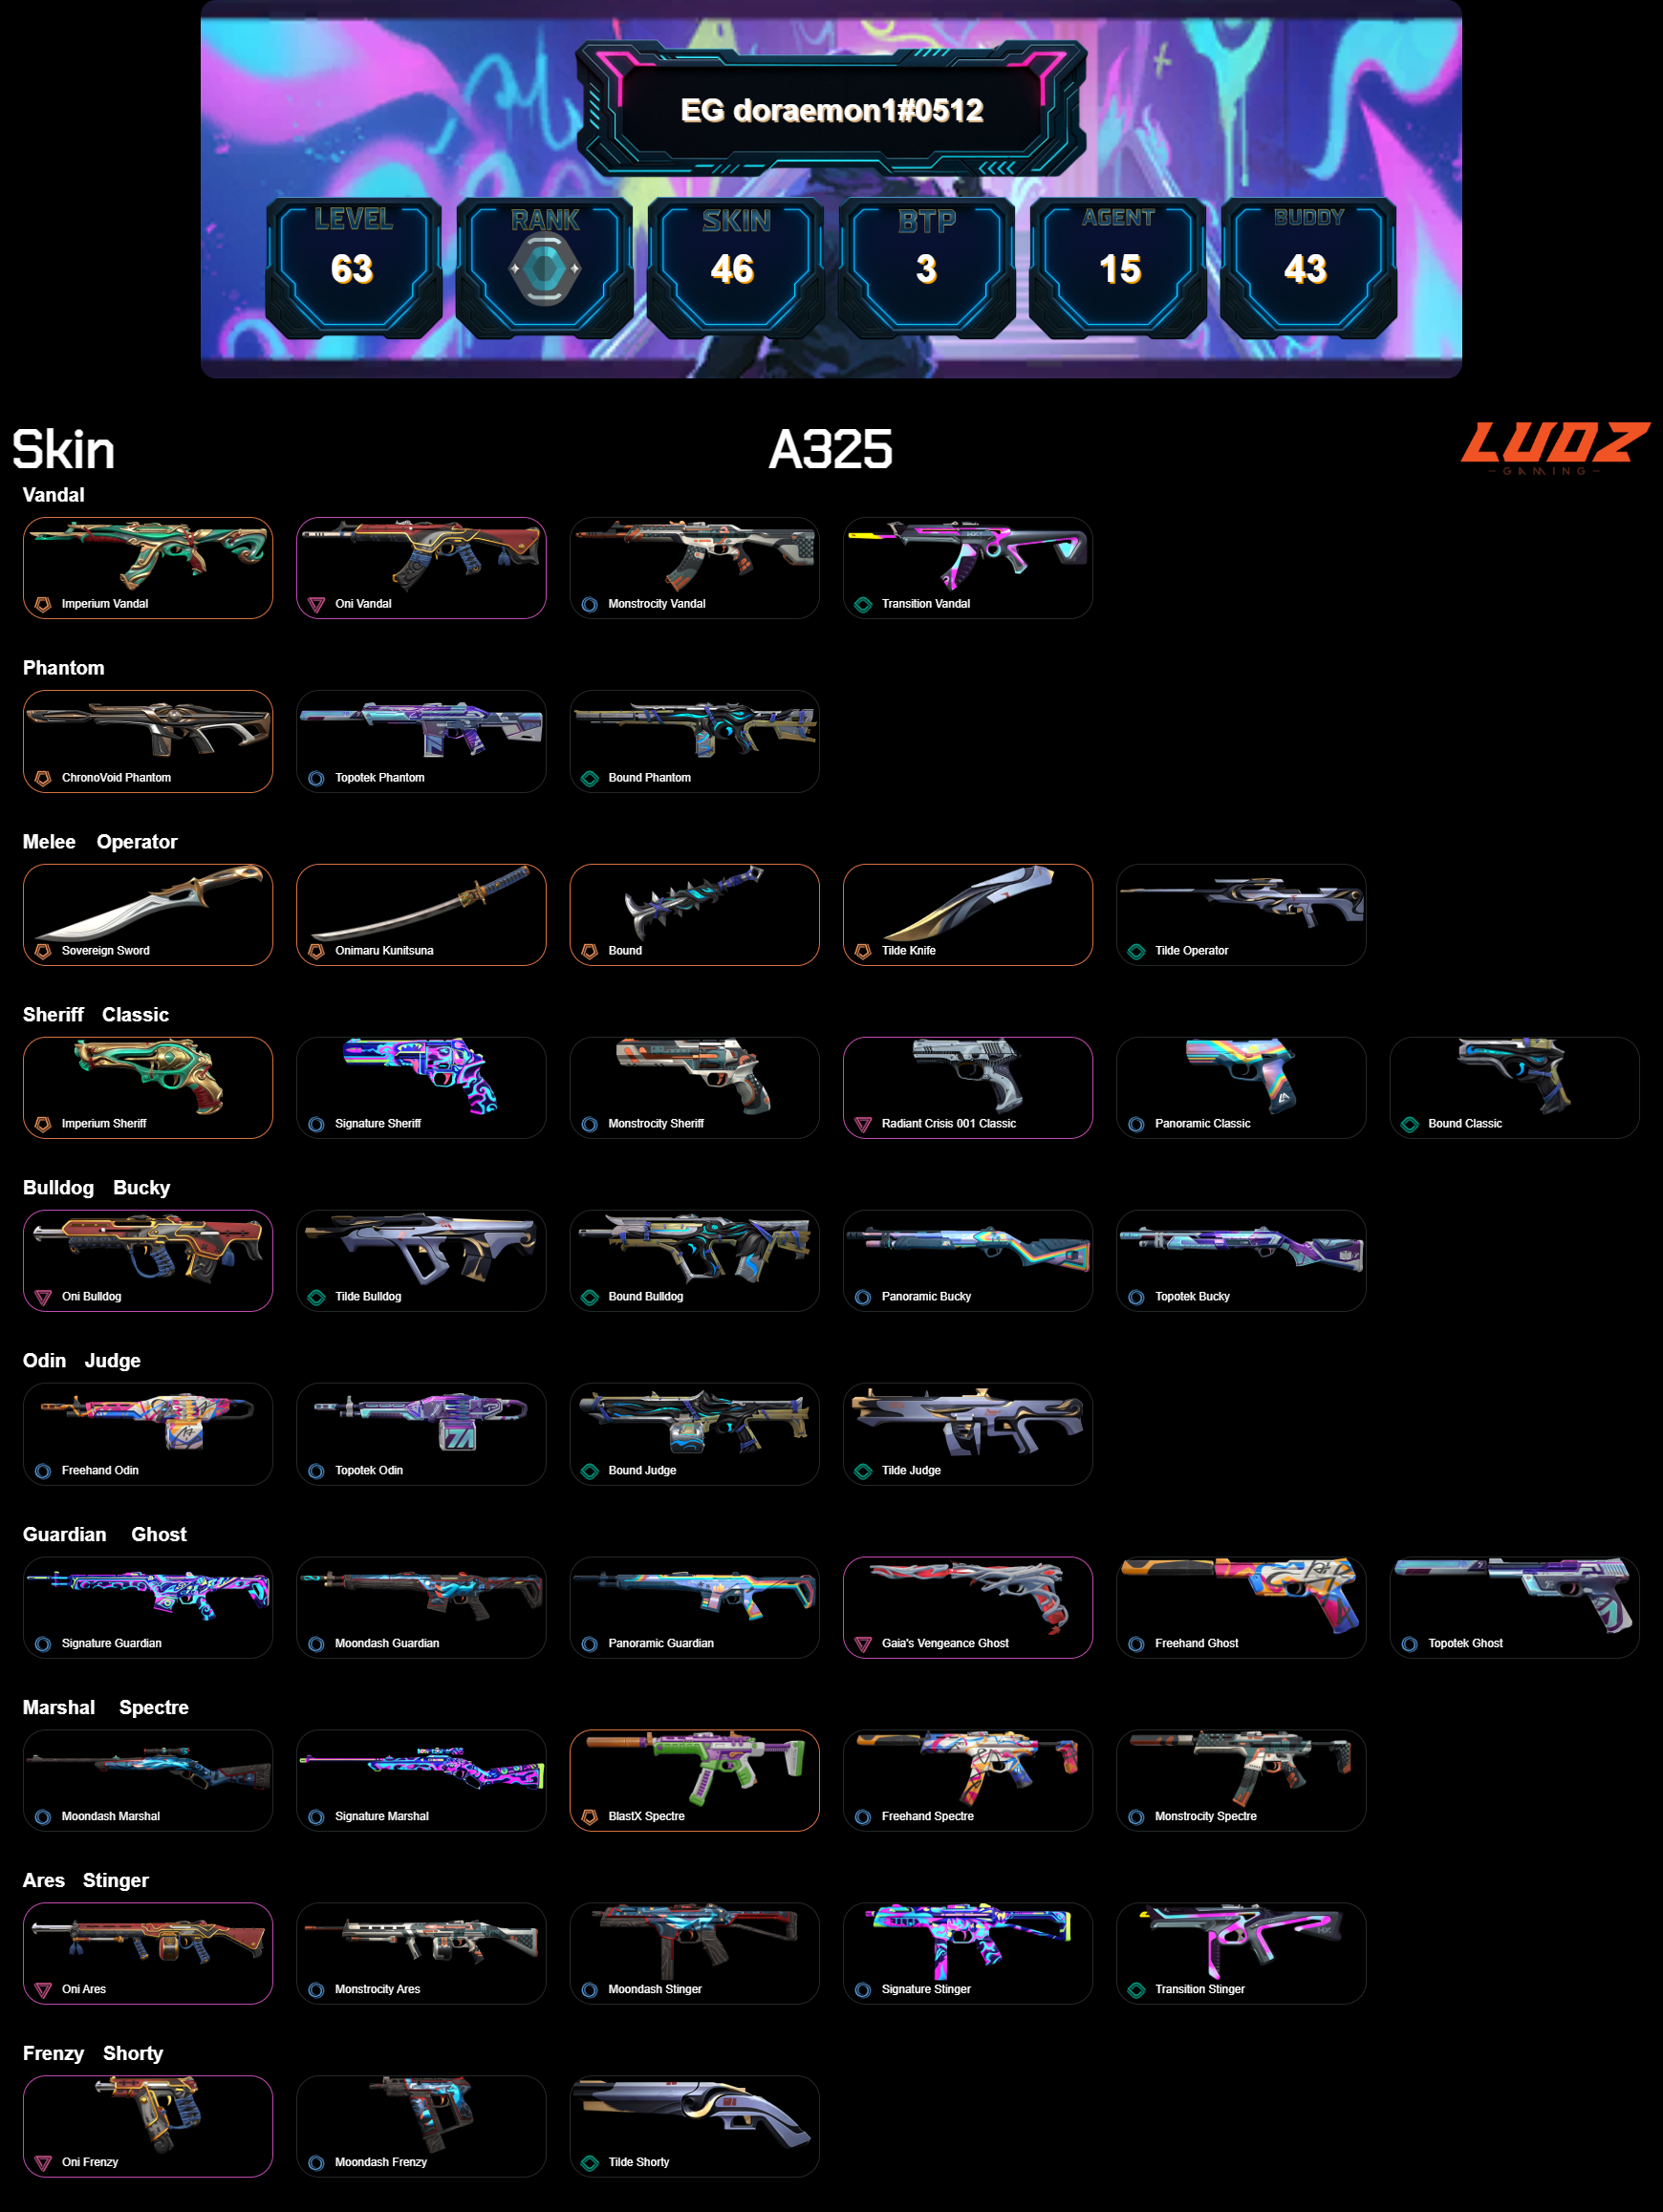 EG doraemon1#0512
LEVEL RANK SKIN BTP AGENT BUDDY
63 46 3 15 43
Skin A325 LUOZ
-GAMING-
Vandal
Imperium Vandal Oni Vandal Monstrocity Vandal Transition Vandal
Phantom
ChronoVoid Phantom Topotek Phantom Bound Phantom
Melee Operator
Sovereign Sword Onimaru Kunitsuna Bound Tilde Knife Tilde Operator
Sheriff Classic
Imperium Sheriff Signature Sheriff Monstrocity Sheriff Radiant Crisis 001 Classic Panoramic Classic Bound Classic
Bulldog Bucky
Oni Bulldog Tilde Bulldog Bound Bulldog Panoramic Bucky Topotek Bucky
Odin Judge
Freehand Odin Topotek Odin Bound Judge Tilde Judge
Guardian Ghost
Signature Guardian Moondash Guardian Panoramic Guardian Gaia's Vengeance Ghost Freehand Ghost Topotek Ghost
Marshal Spectre
Moondash Marshal Signature Marshal BlastX Spectre Freehand Spectre Monstrocity Spectre
Ares Stinger
Oni Ares Monstrocity Ares Moondash Stinger Signature Stinger Transition Stinger
Frenzy Shorty
Oni Frenzy Moondash Frenzy Tilde Shorty